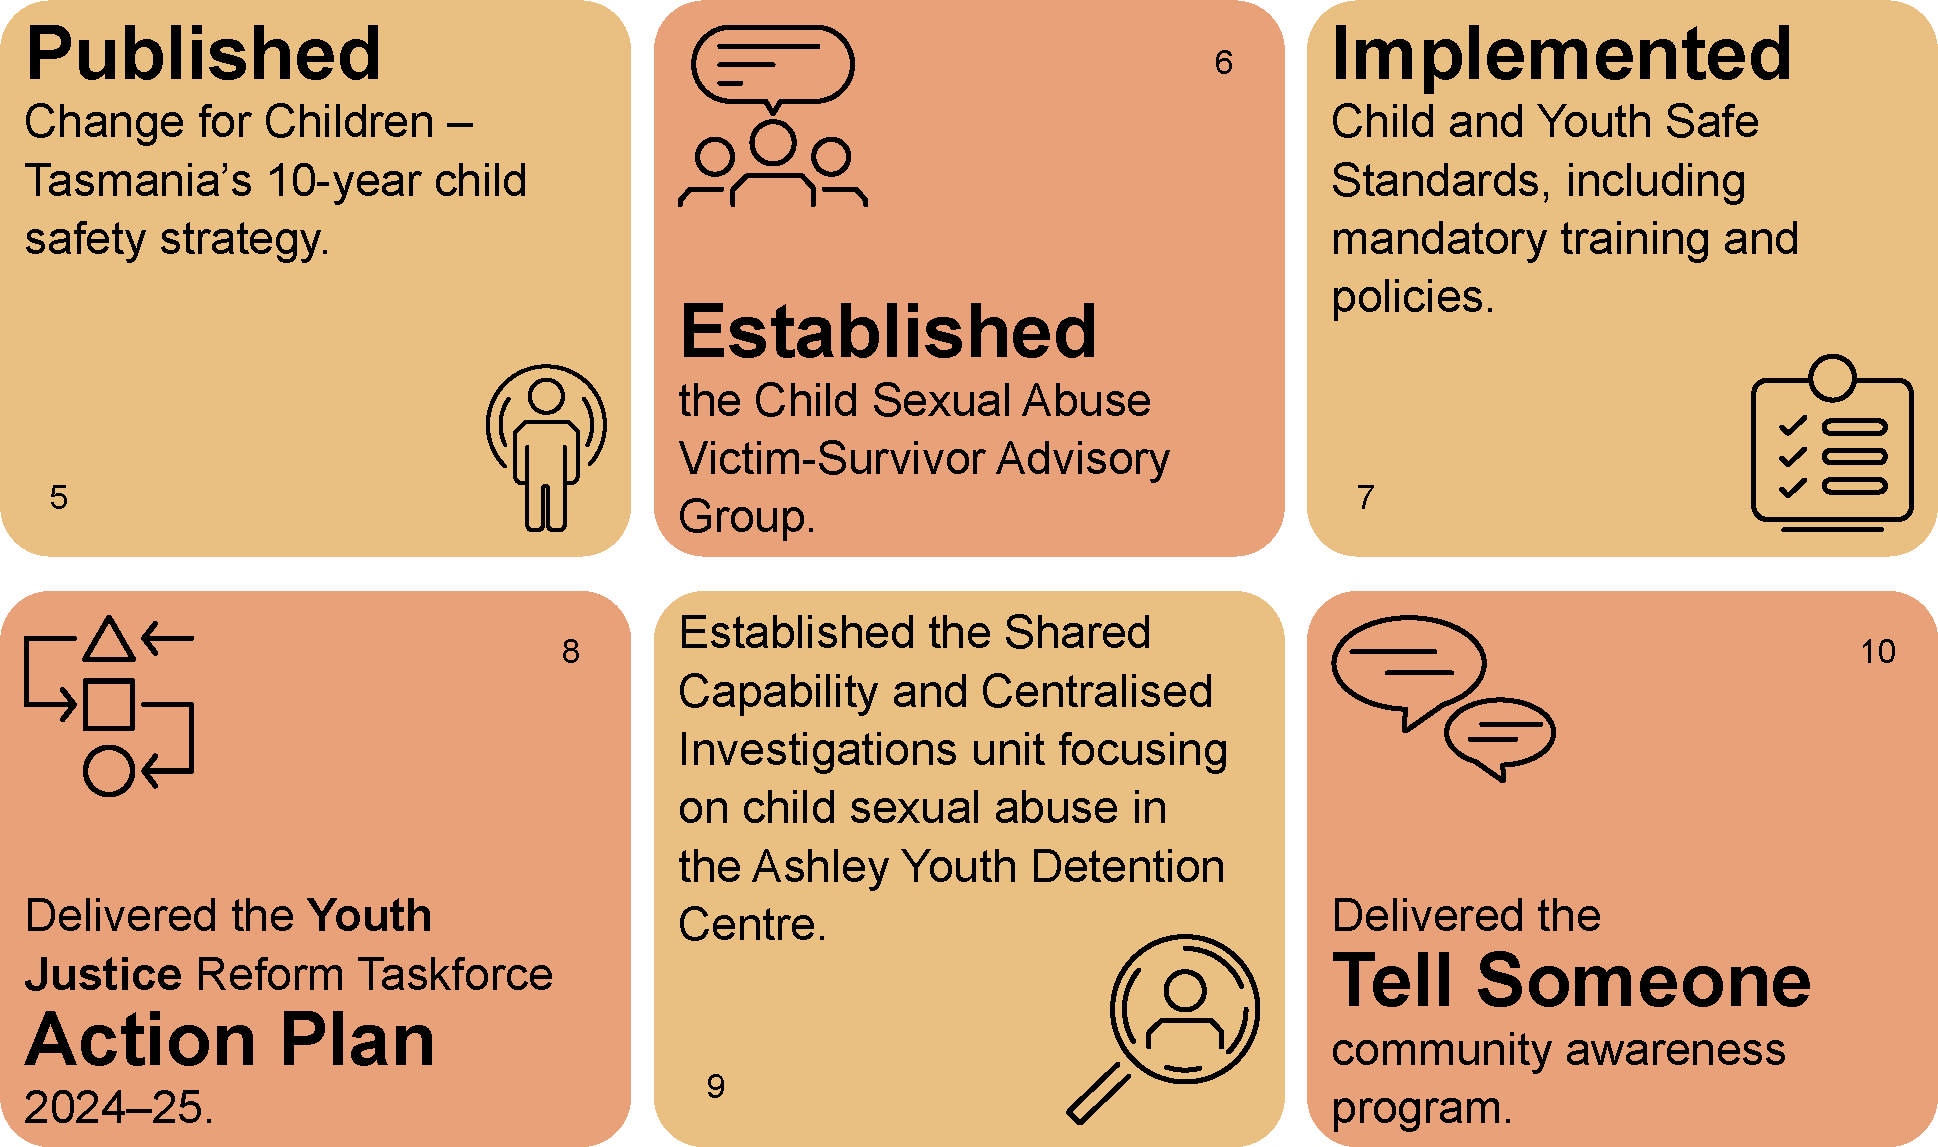 Published
Change for Children –
Tasmania’s 10-year child
safety strategy.
5
6
Established
the Child Sexual Abuse
Victim-Survivor Advisory
Group.
Implemented
Child and Youth Safe
Standards, including
mandatory training and
policies.
7
8
Delivered the Youth
Justice Reform Taskforce
Action Plan
2024–25.
Established the Shared
Capability and Centralised
Investigations unit focusing
on child sexual abuse in
the Ashley Youth Detention
Centre.
9
10
Delivered the
Tell Someone
community awareness
program.